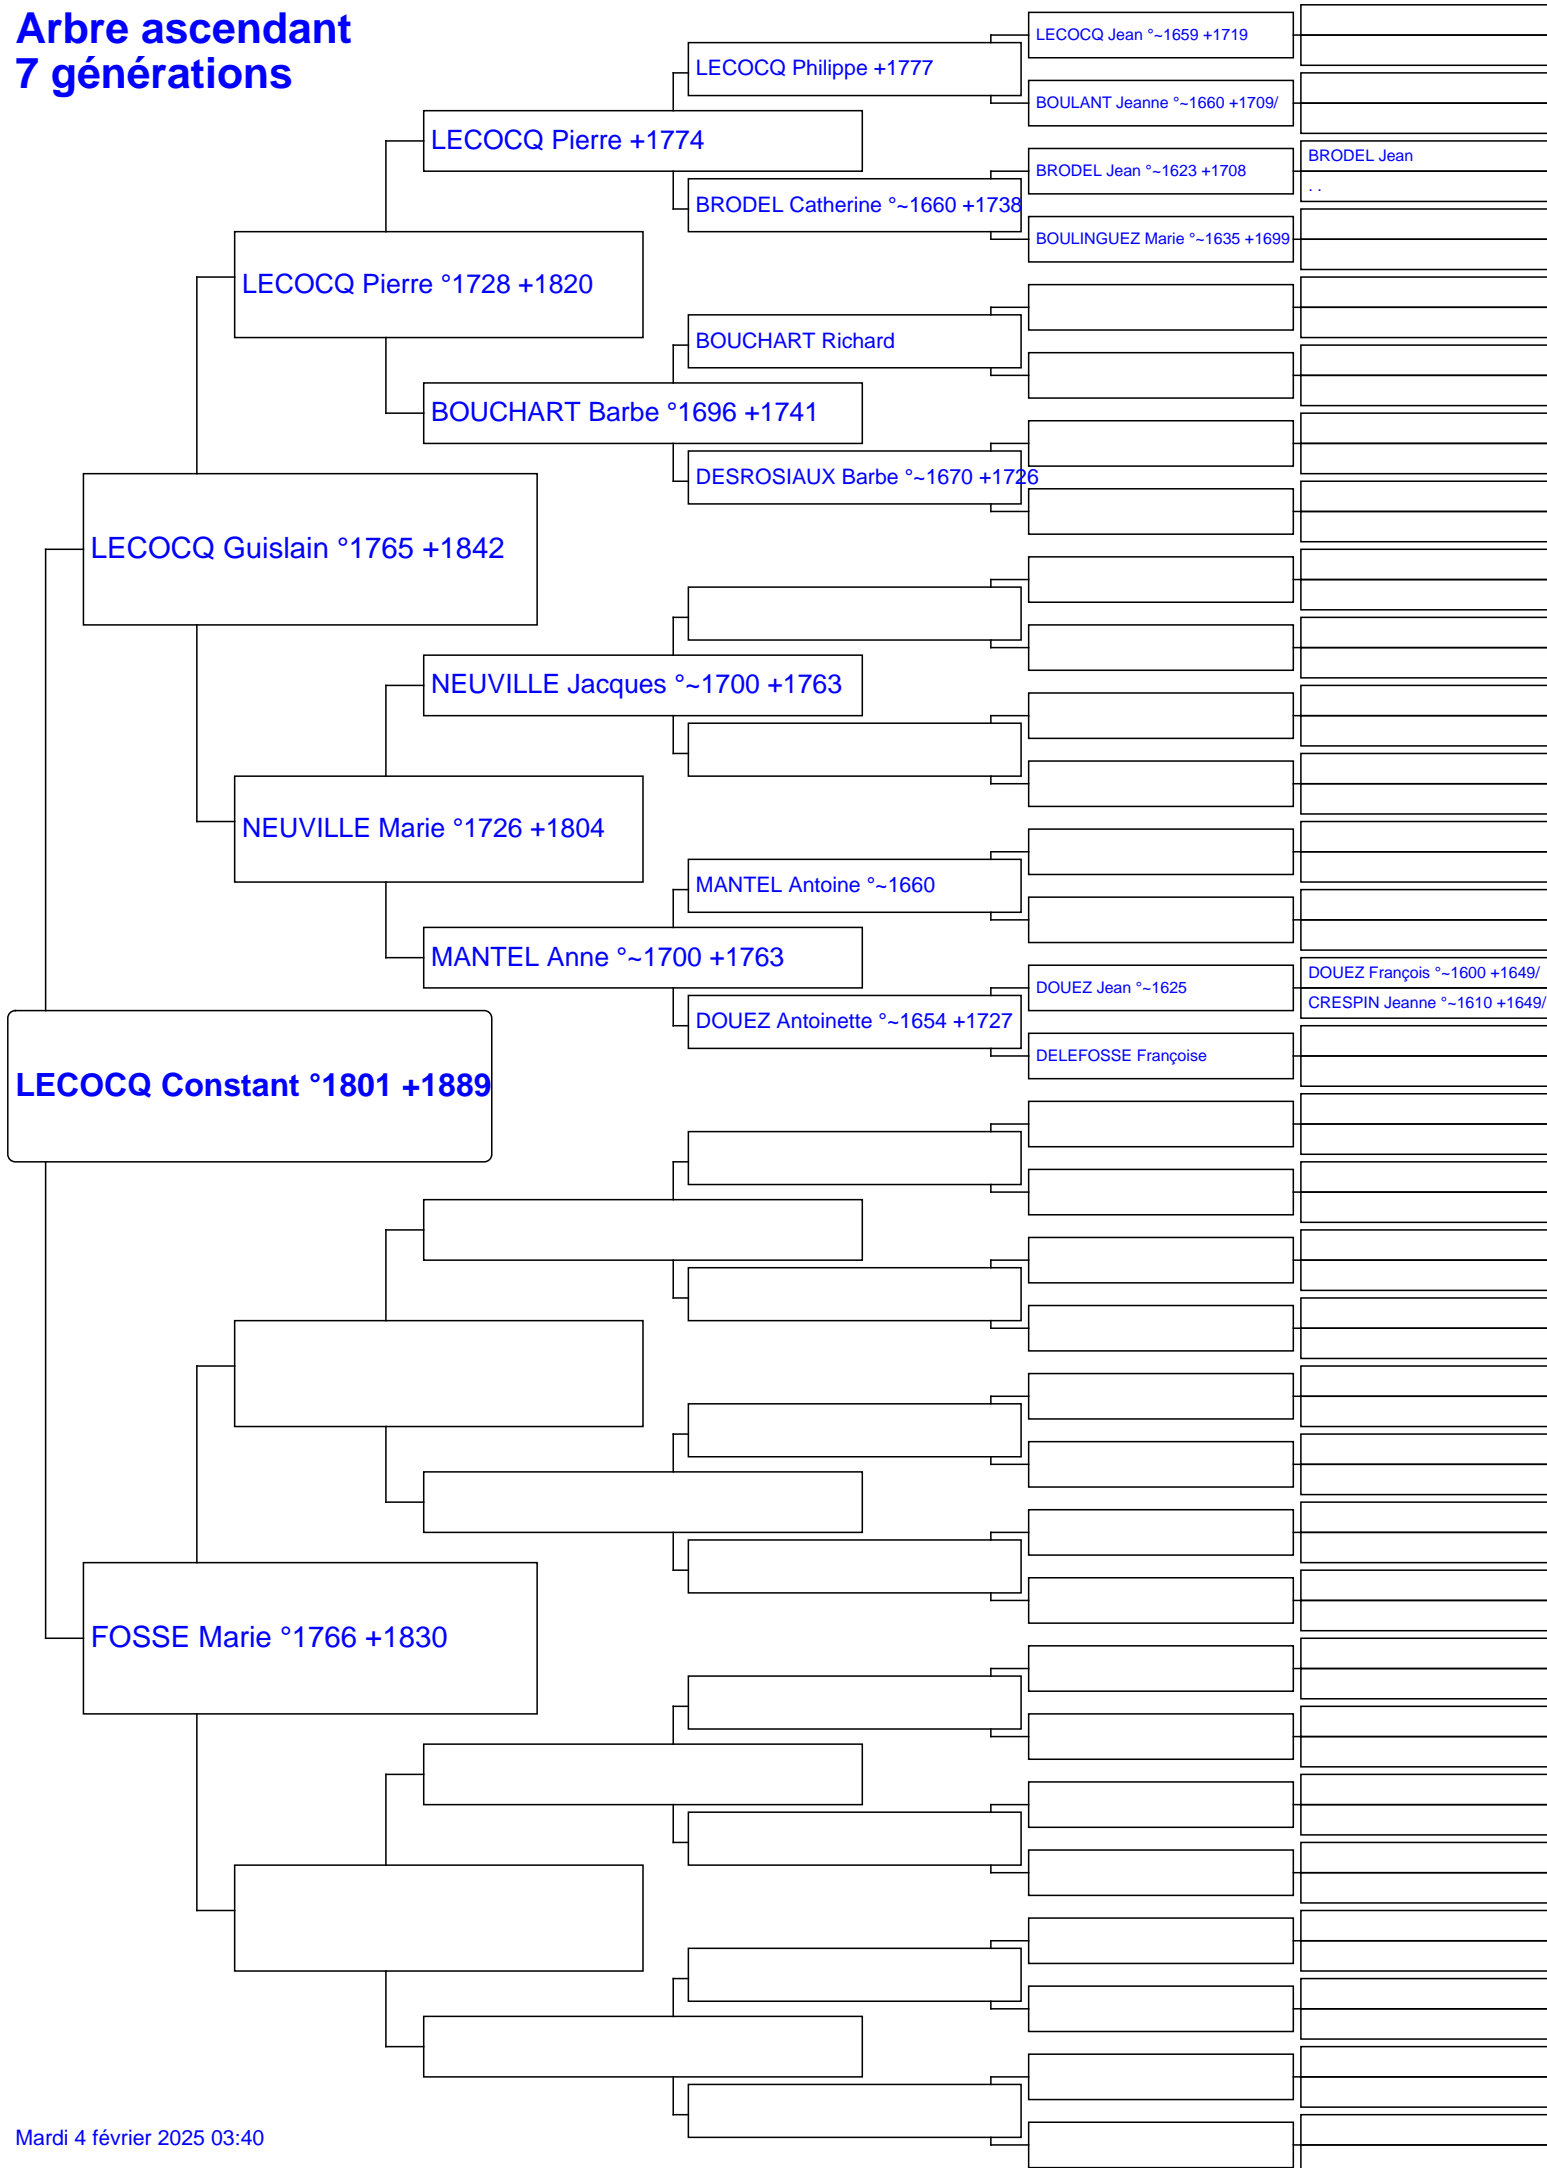 Arbre ascendant
7 générations
LECOCQ Jean °~1659 +1719
LECOCQ Philippe +1777
BOULANT Jeanne °~1660 +1709/
LECOCQ Pierre +1774
BRODEL Jean
BRODEL Jean °~1623 +1708
. .
BRODEL Catherine °~1660 +1738
BOULINGUEZ Marie °~1635 +1699
LECOCQ Pierre °1728 +1820
BOUCHART Richard
BOUCHART Barbe °1696 +1741
DESROSIAUX Barbe °~1670 +1726
LECOCQ Guislain °1765 +1842
NEUVILLE Jacques °~1700 +1763
NEUVILLE Marie °1726 +1804
MANTEL Antoine °~1660
MANTEL Anne °~1700 +1763
DOUEZ François °~1600 +1649/
DOUEZ Jean °~1625
CRESPIN Jeanne °~1610 +1649/
DOUEZ Antoinette °~1654 +1727
DELEFOSSE Françoise
LECOCQ Constant °1801 +1889
FOSSE Marie °1766 +1830
Mardi 4 février 2025 03:40